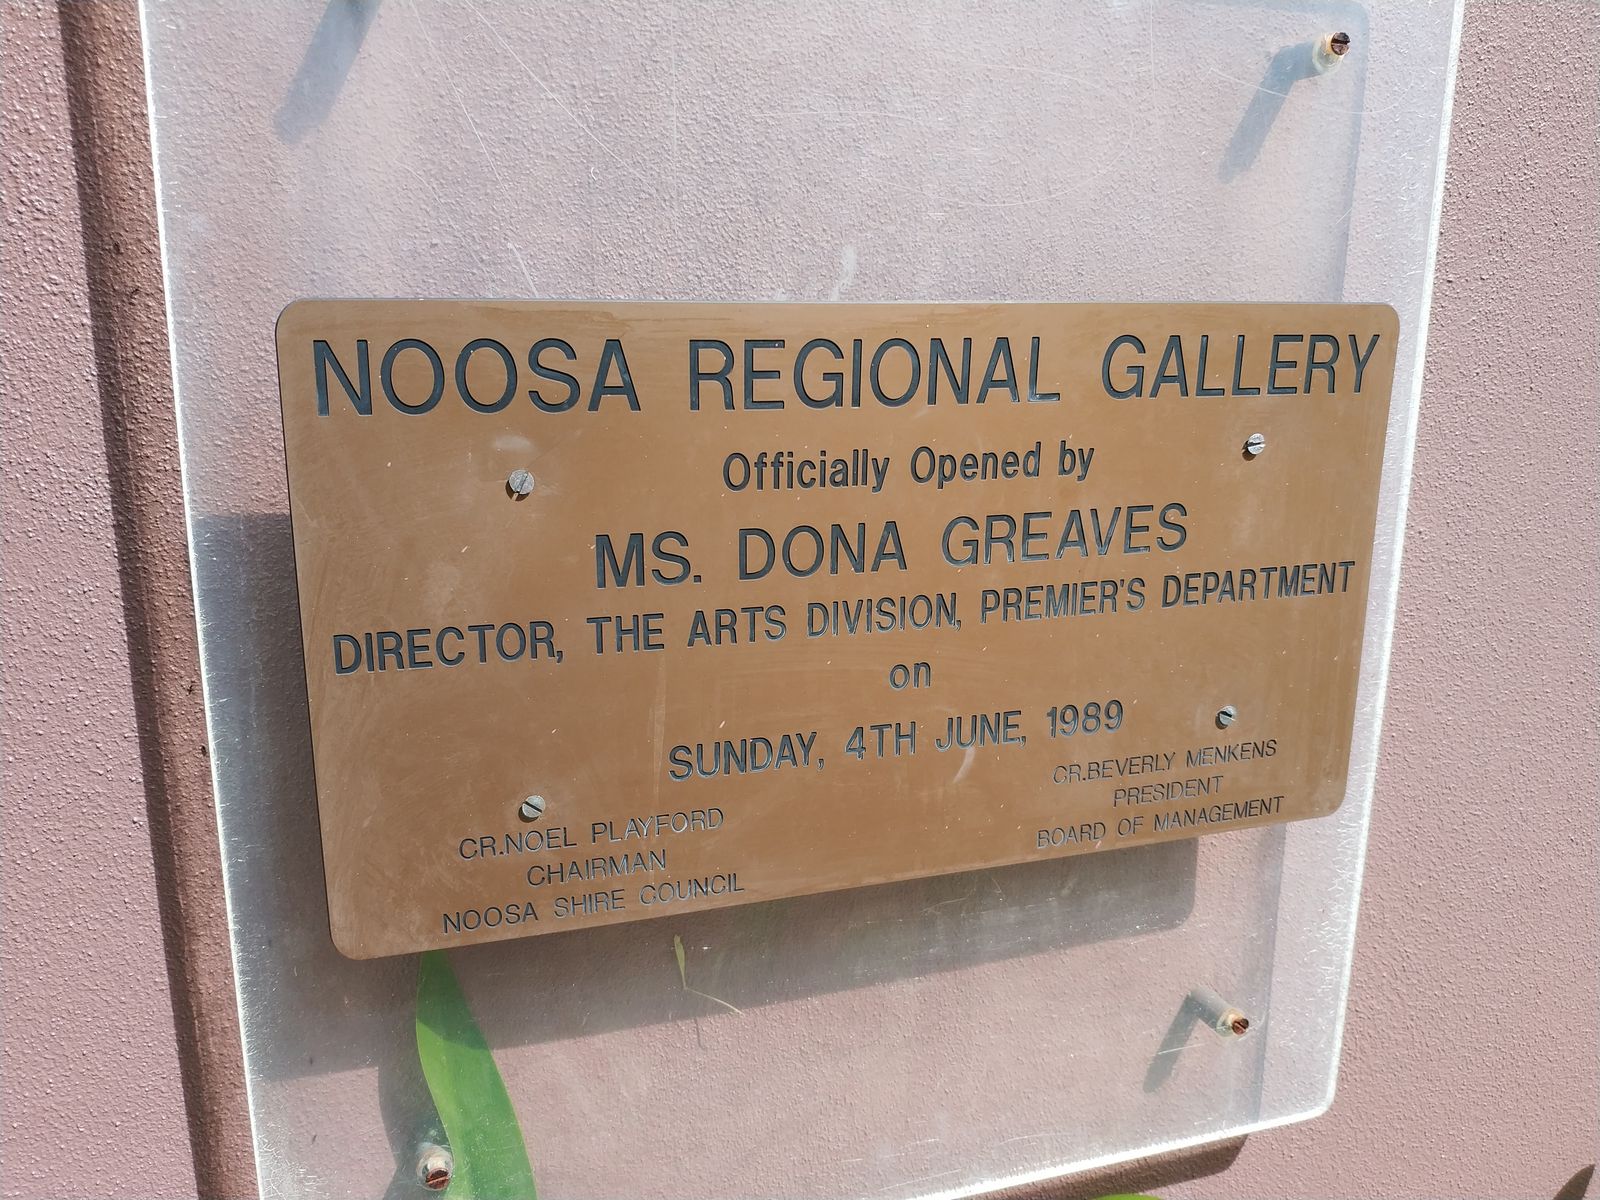 NOOSA REGIONAL GALLERY
Officially Opened by
MS. DONA GREAVES
DIRECTOR, THE ARTS DIVISION, PREMIER'S DEPARTMENT
on
SUNDAY, 4TH JUNE, 1989
CR.NOEL PLAYFORD
CHAIRMAN
NOOSA SHIRE COUNCIL
CR.BEVERLY MENKENS
PRESIDENT
BOARD OF MANAGEMENT